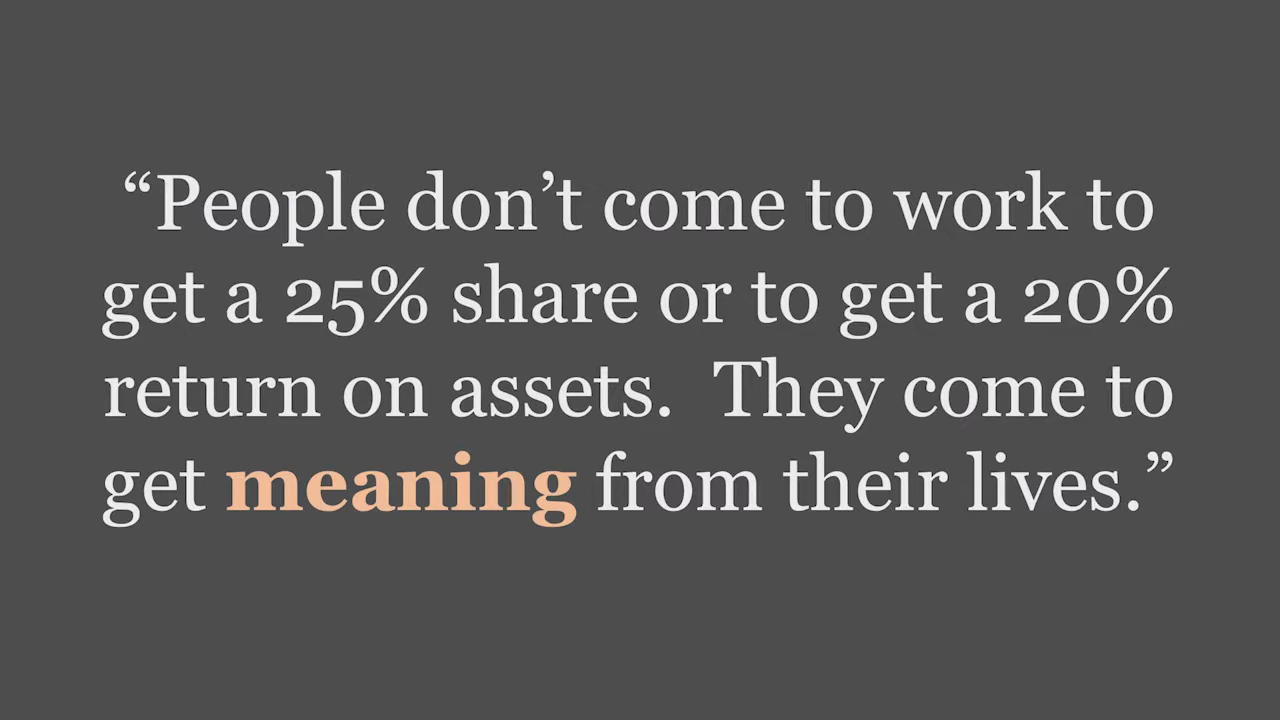 “People don’t come to work to
get a 25% share or to get a 20%
return on assets.  They come to
get meaning from their lives.”